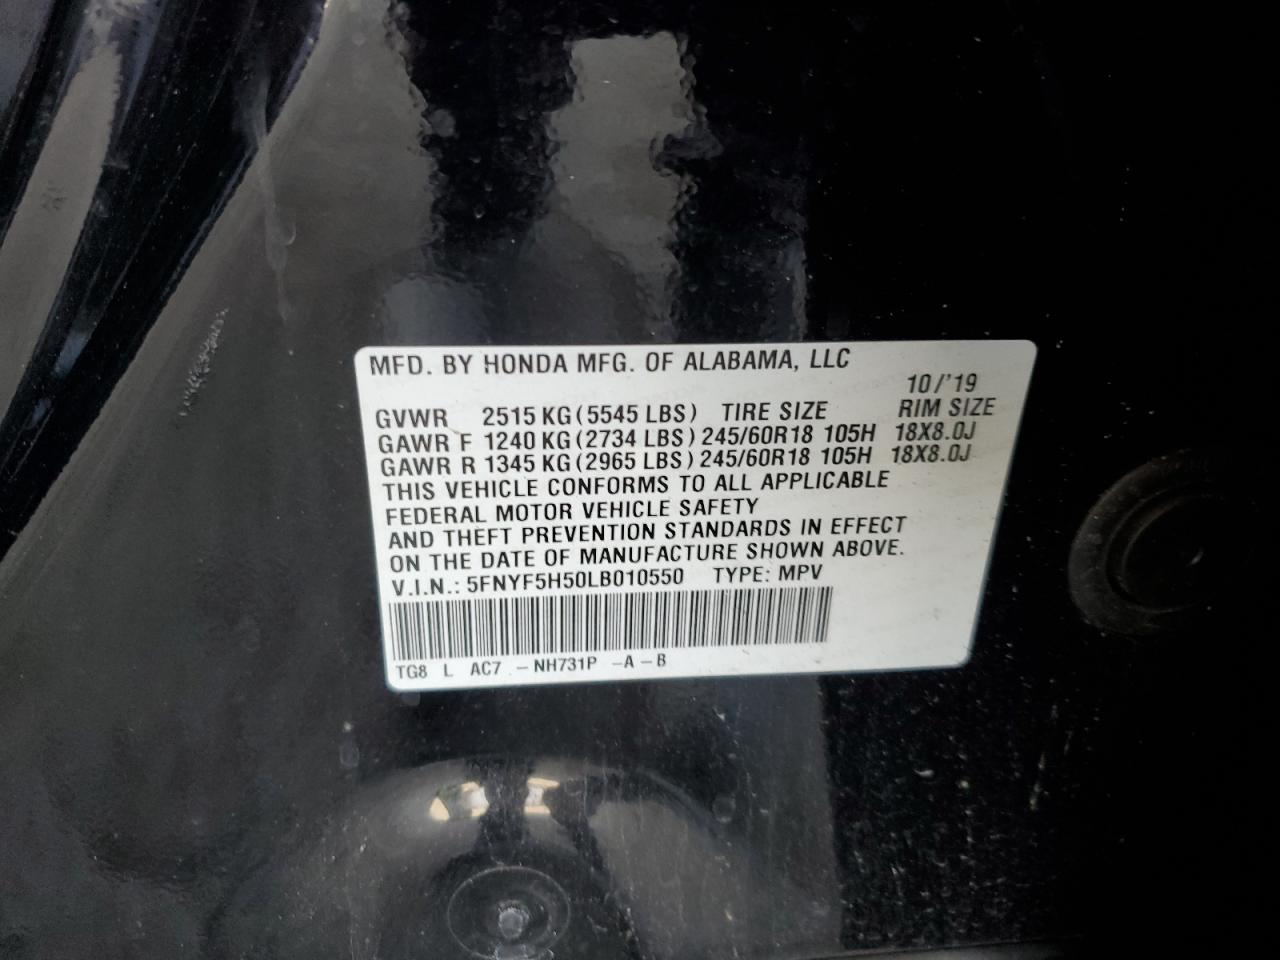 MFD. BY HONDA MFG. OF ALABAMA, LLC
10/'19
GVWR 2515 KG (5545 LBS) TIRE SIZE RIM SIZE
GAWR F 1240 KG (2734 LBS) 245/60R18 105H 18X8.0J
GAWR R 1345 KG (2965 LBS) 245/60R18 105H 18X8.0J
THIS VEHICLE CONFORMS TO ALL APPLICABLE
FEDERAL MOTOR VEHICLE SAFETY
AND THEFT PREVENTION STANDARDS IN EFFECT
ON THE DATE OF MANUFACTURE SHOWN ABOVE.
V.I.N.: 5FNYF5H50LB010550 TYPE: MPV
TG8 L AC7 - NH731P -A - B